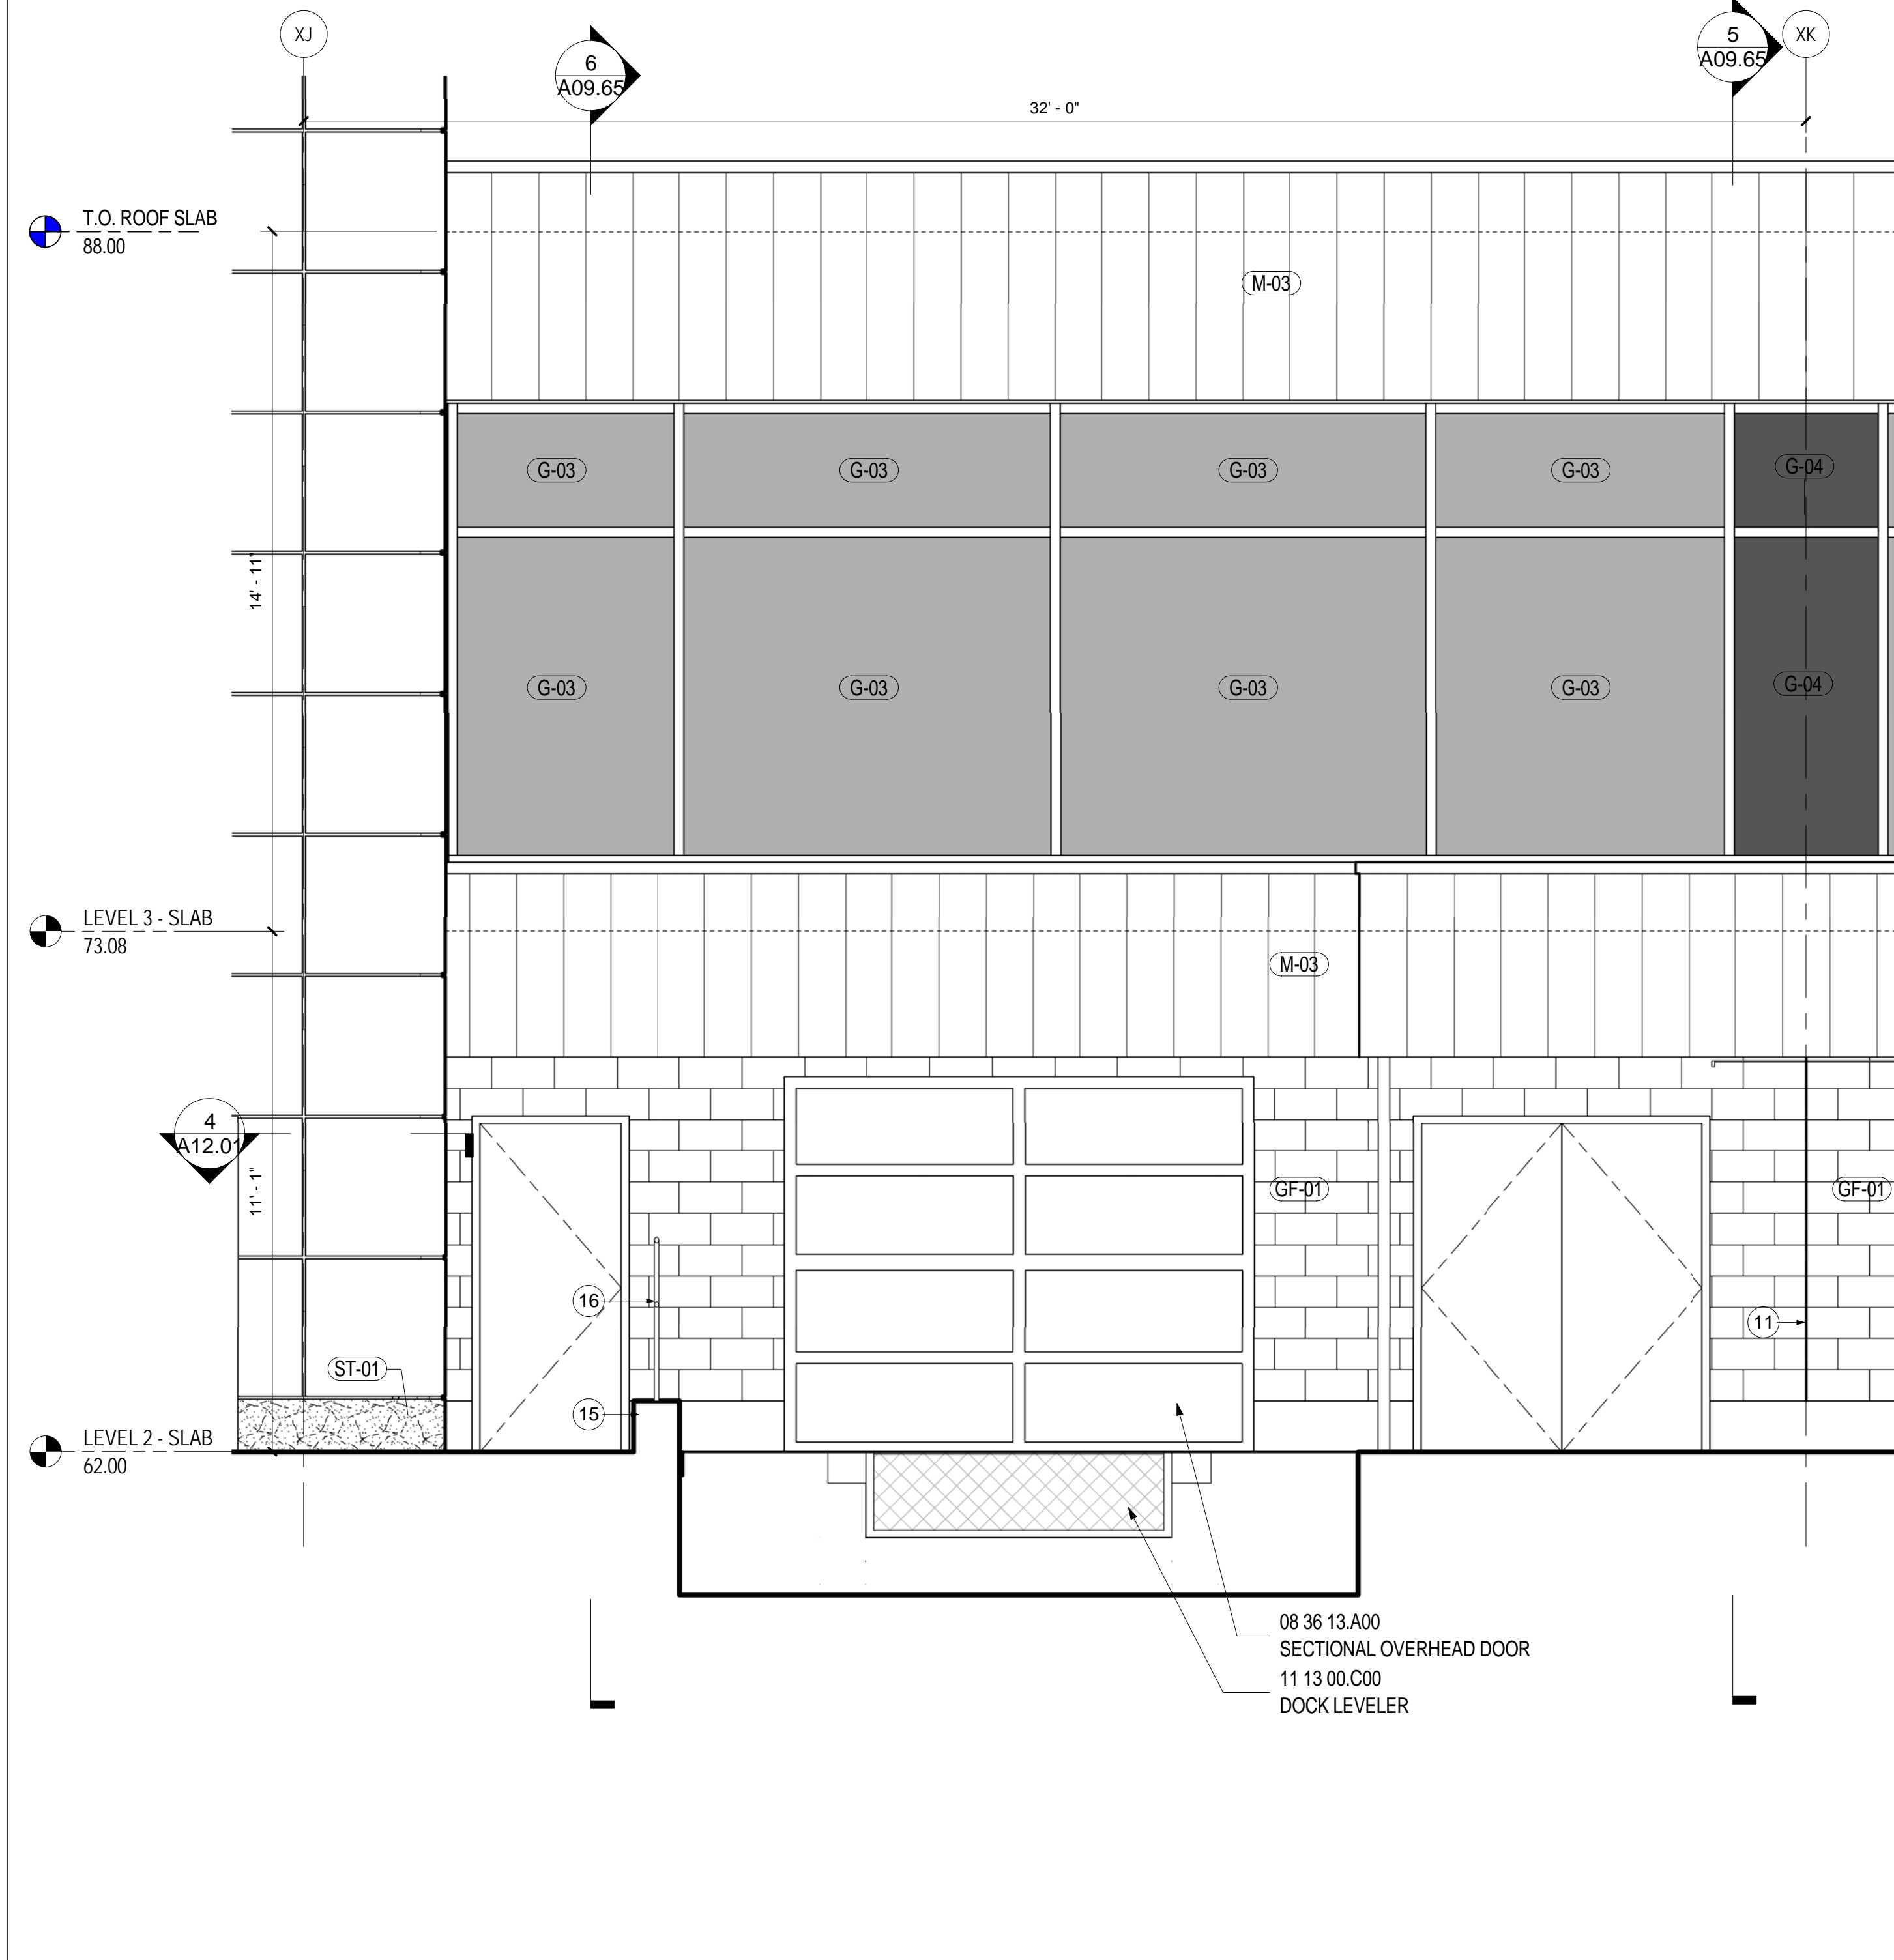 XJ
6
A09.65
5
A09.65
XK
32' - 0"
T.O. ROOF SLAB
88.00
M-03
G-03
G-03
G-03
G-03
G-04
14' - 11"
G-03
G-03
G-03
G-03
G-04
LEVEL 3 - SLAB
73.08
M-03
4
A12.01
11' - 1"
GF-01
GF-01
16
11
ST-01
15
LEVEL 2 - SLAB
62.00
08 36 13.A00
SECTIONAL OVERHEAD DOOR
11 13 00.C00
DOCK LEVELER